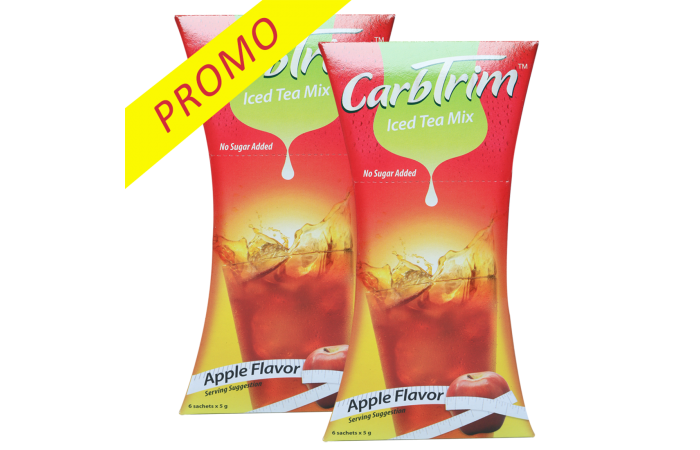 PROMO
CarbTrim™
Iced Tea Mix
No Sugar Added
Apple Flavor
Serving Suggestion
6 sachets x 5 g
CarbTrim™
Iced Tea Mix
No Sugar Added
Apple Flavor
Serving Suggestion
6 sachets x 5 g